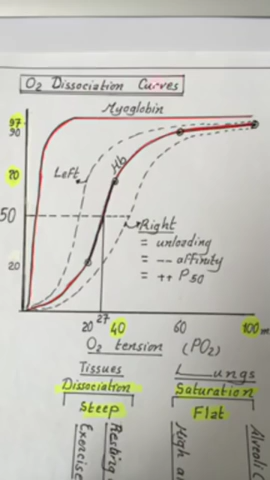 O₂ Dissociation Curves
Myoglobin
97
90
Hb
Left
70
50
Right
= unloading
= -- affinity
= ++ P50
20
20 27 40 60 100 m
O₂ tension (PO₂)
Tissues Lungs
Dissociation Saturation
Steep Flat
Exercise
Resting
High a
Alveoli